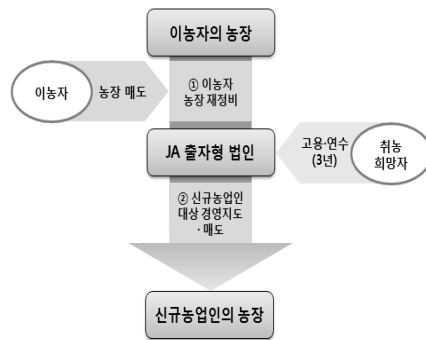 이농자의 농장
이농자
농장 매도
① 이농자
농장 재정비
JA 출자형 법인
고용·연수
(3년)
취농
희망자
② 신규농업인
대상 경영지도
·매도
신규농업인의 농장